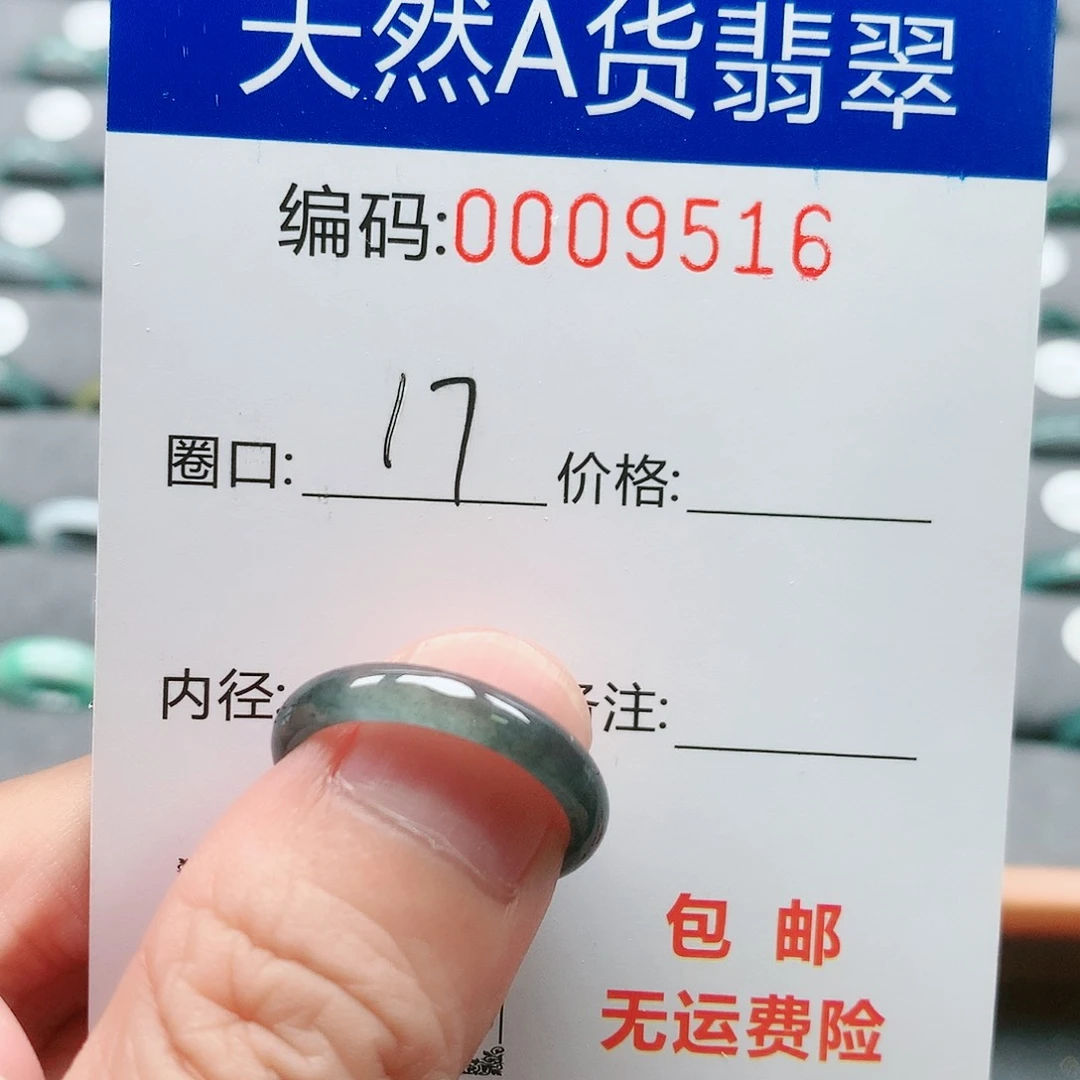 天然A货翡翠
编码:0009516
圈口: 17 价格:
内径: 备注:
包 邮
无运费险